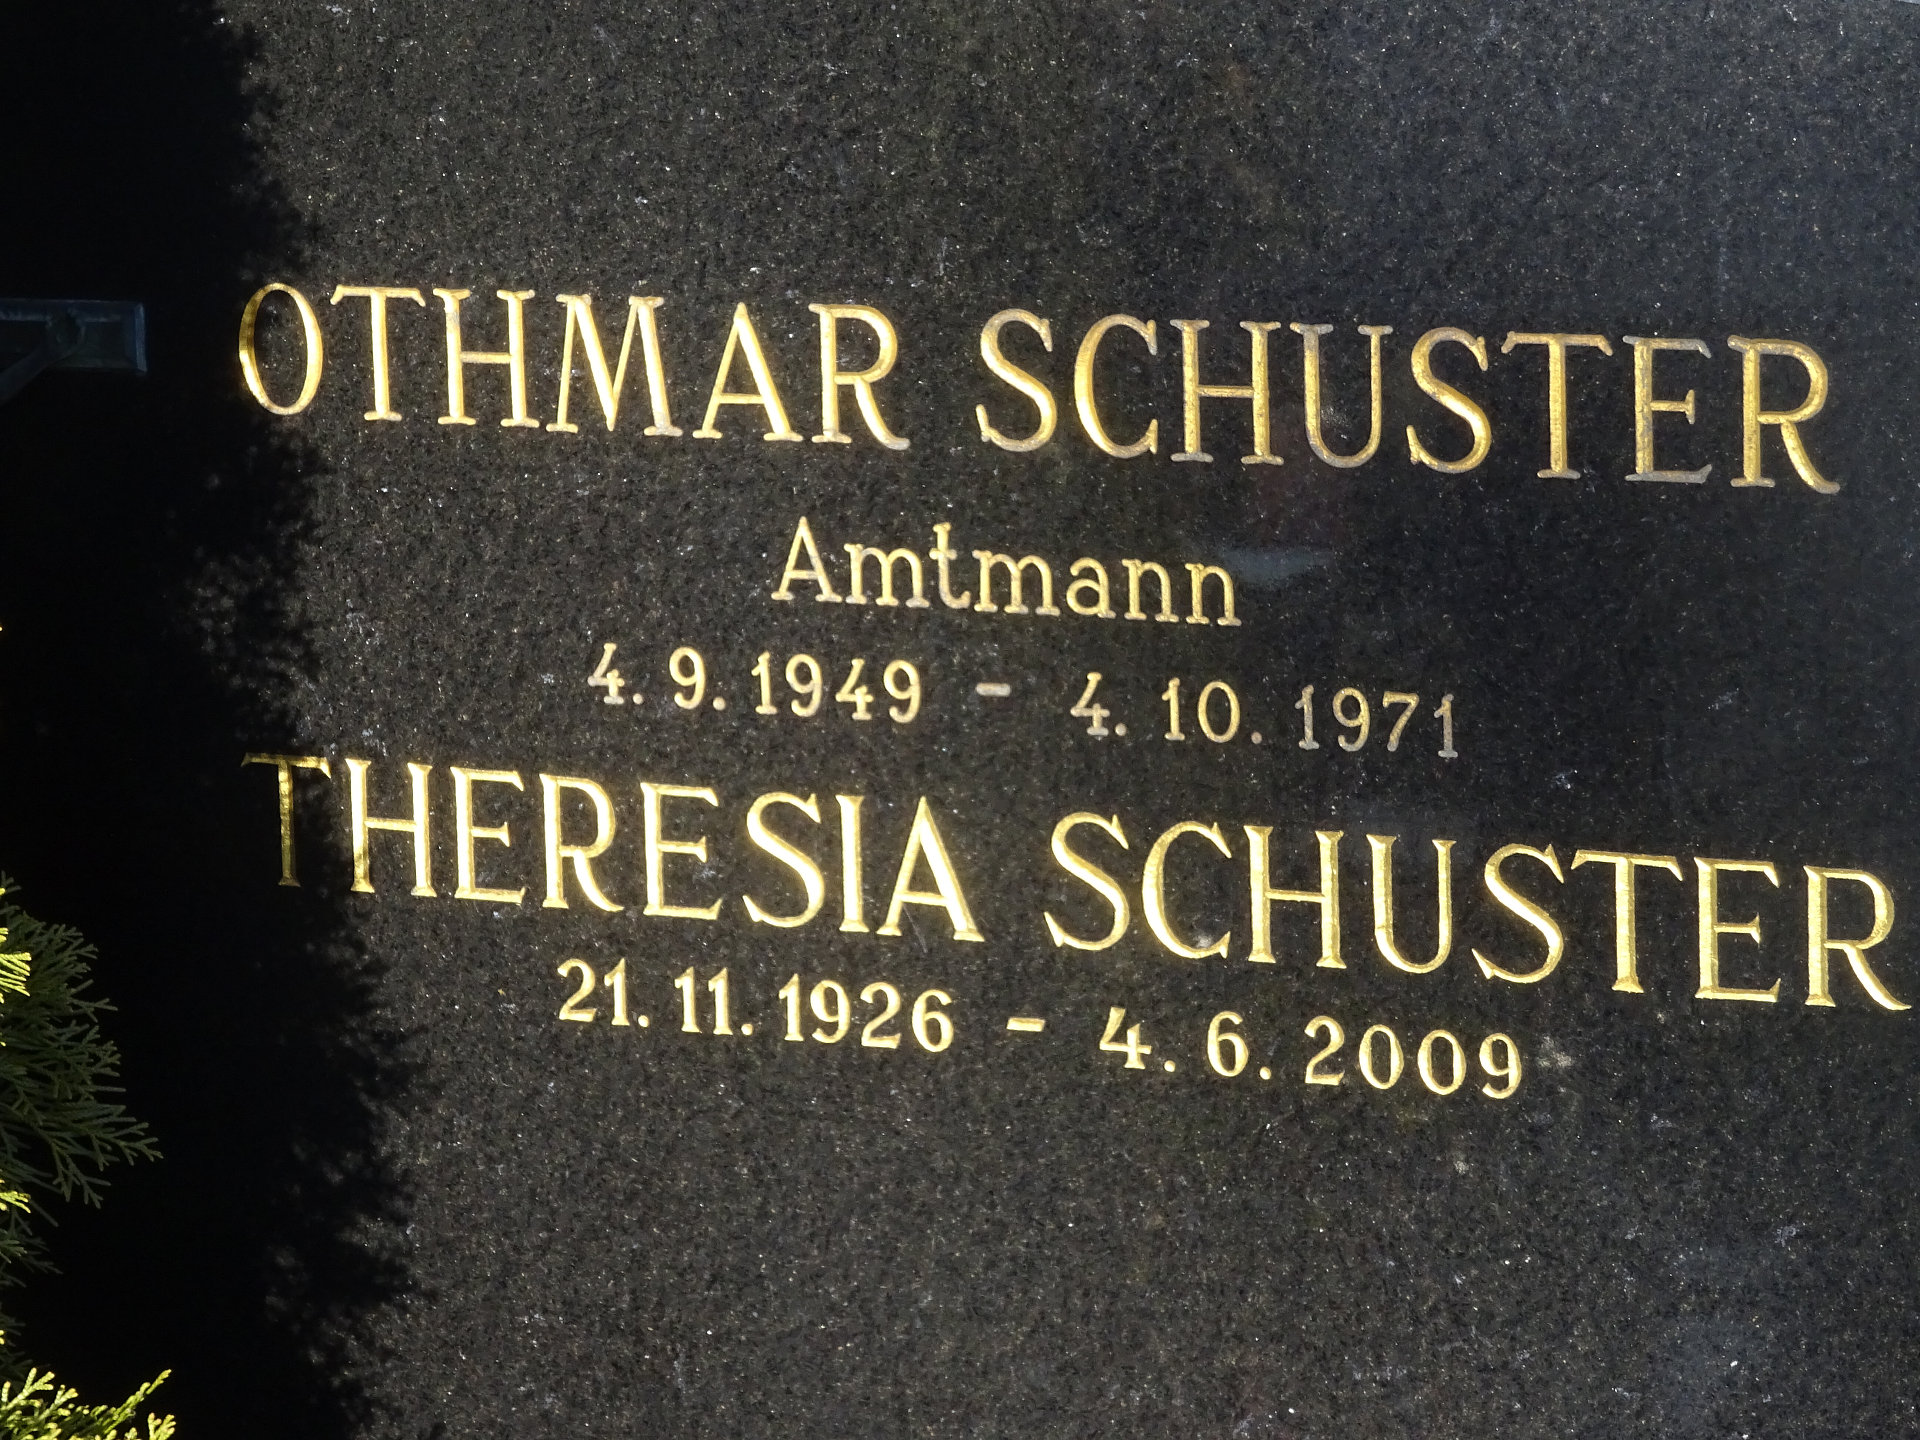 OTHMAR SCHUSTER
Amtmann
4. 9. 1949 - 4. 10. 1971
THERESIA SCHUSTER
21. 11. 1926 - 4. 6. 2009